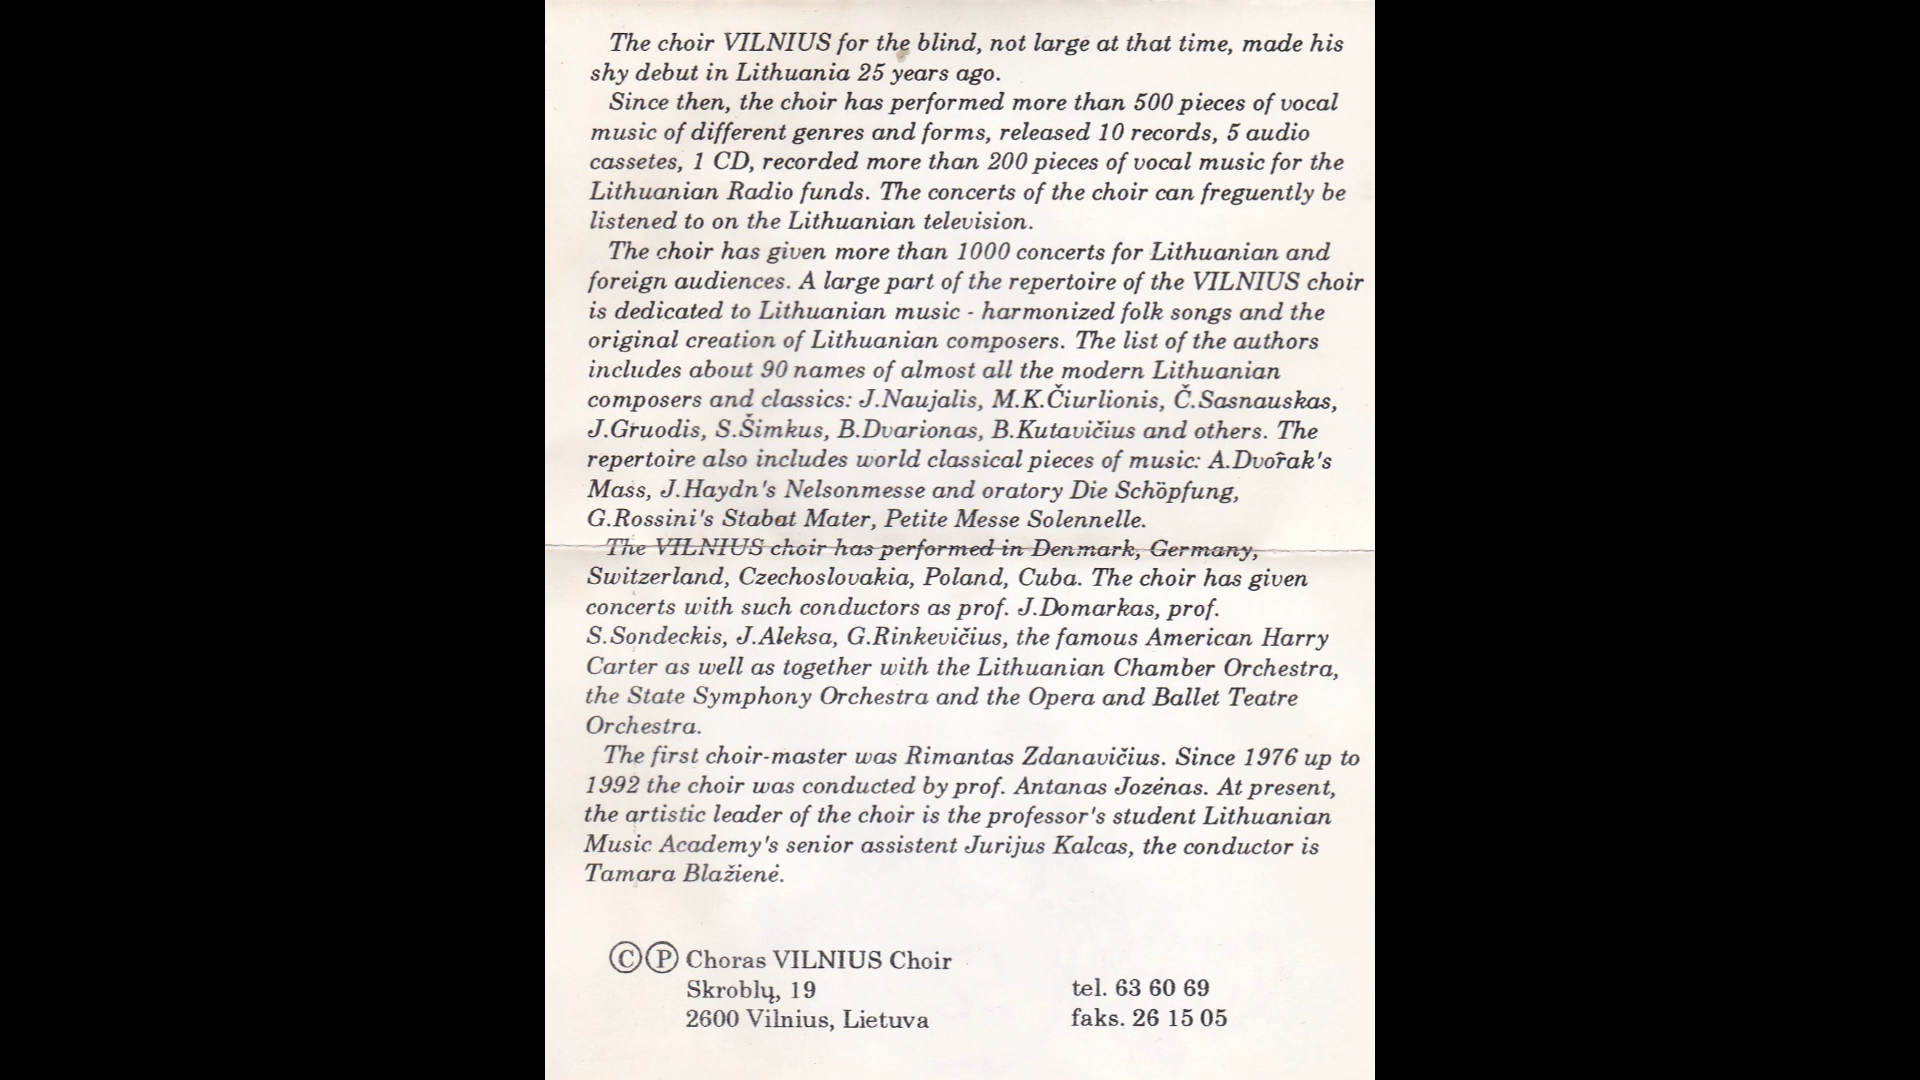 The choir VILNIUS for the blind, not large at that time, made his
shy debut in Lithuania 25 years ago.
Since then, the choir has performed more than 500 pieces of vocal
music of different genres and forms, released 10 records, 5 audio
cassetes, 1 CD, recorded more than 200 pieces of vocal music for the
Lithuanian Radio funds. The concerts of the choir can freguently be
listened to on the Lithuanian television.
The choir has given more than 1000 concerts for Lithuanian and
foreign audiences. A large part of the repertoire of the VILNIUS choir
is dedicated to Lithuanian music - harmonized folk songs and the
original creation of Lithuanian composers. The list of the authors
includes about 90 names of almost all the modern Lithuanian
composers and classics: J.Naujalis, M.K.Čiurlionis, Č.Sasnauskas,
J.Gruodis, S.Šimkus, B.Dvarionas, B.Kutavičius and others. The
repertoire also includes world classical pieces of music: A.Dvořak's
Mass, J.Haydn's Nelsonmesse and oratory Die Schöpfung,
G.Rossini's Stabat Mater, Petite Messe Solennelle.
The VILNIUS choir has performed in Denmark, Germany,
Switzerland, Czechoslovakia, Poland, Cuba. The choir has given
concerts with such conductors as prof. J.Domarkas, prof.
S.Sondeckis, J.Aleksa, G.Rinkevičius, the famous American Harry
Carter as well as together with the Lithuanian Chamber Orchestra,
the State Symphony Orchestra and the Opera and Ballet Teatre
Orchestra.
The first choir-master was Rimantas Zdanavičius. Since 1976 up to
1992 the choir was conducted by prof. Antanas Jozėnas. At present,
the artistic leader of the choir is the professor's student Lithuanian
Music Academy's senior assistent Jurijus Kalcas, the conductor is
Tamara Blažienė.
©℗ Choras VILNIUS Choir
Skroblų, 19 tel. 63 60 69
2600 Vilnius, Lietuva faks. 26 15 05